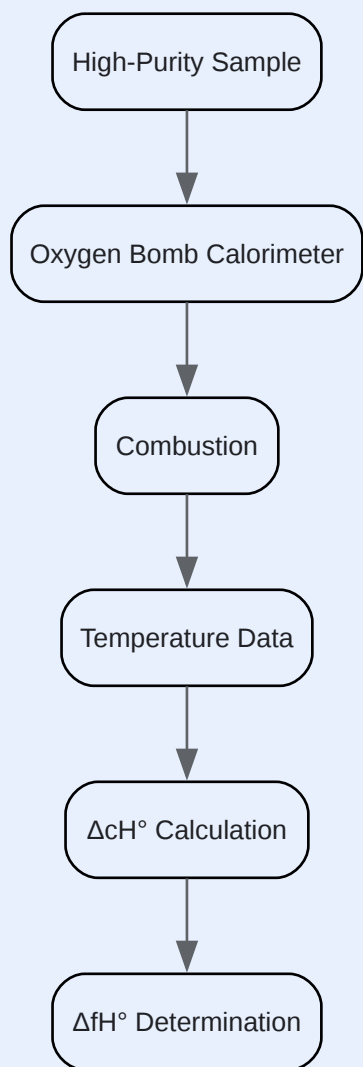 High-Purity Sample
Oxygen Bomb Calorimeter
Combustion
Temperature Data
ΔcH° Calculation
ΔfH° Determination